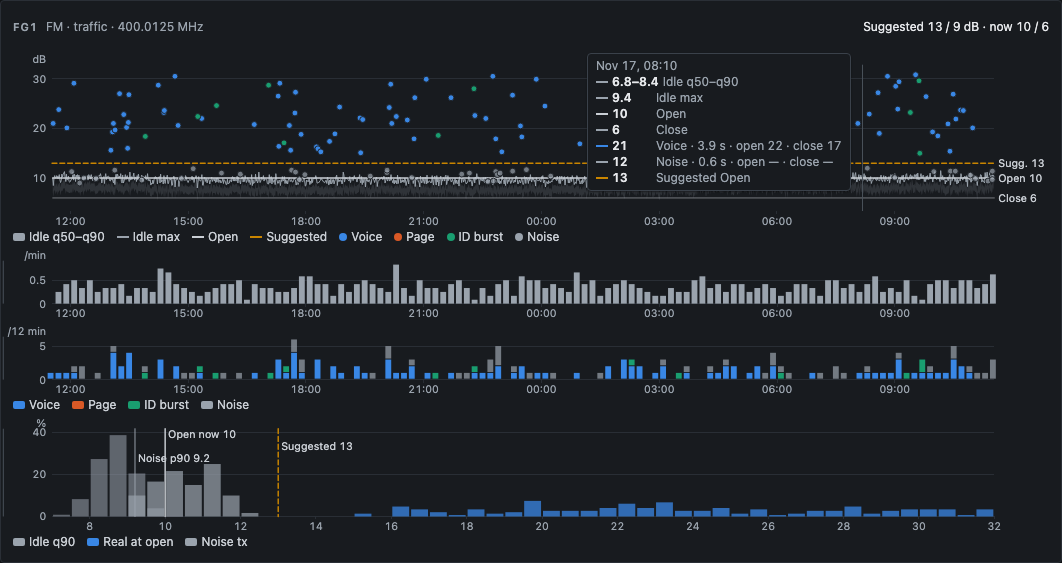 FG1 FM · traffic · 400.0125 MHz
Suggested 13 / 9 dB · now 10 / 6
dB
30
20
10
Nov 17, 08:10
6.8–8.4 Idle q50–q90
9.4 Idle max
10 Open
6 Close
21 Voice · 3.9 s · open 22 · close 17
12 Noise · 0.6 s · open — · close —
13 Suggested Open
Sugg. 13
Open 10
Close 6
12:00 15:00 18:00 21:00 00:00 03:00 06:00 09:00
Idle q50–q90 Idle max Open Suggested Voice Page ID burst Noise
/min
0.5
0
12:00 15:00 18:00 21:00 00:00 03:00 06:00 09:00
/12 min
5
0
12:00 15:00 18:00 21:00 00:00 03:00 06:00 09:00
Voice Page ID burst Noise
%
40
20
0
Open now 10
Noise p90 9.2
Suggested 13
8 10 12 14 16 18 20 22 24 26 28 30 32
Idle q90 Real at open Noise tx